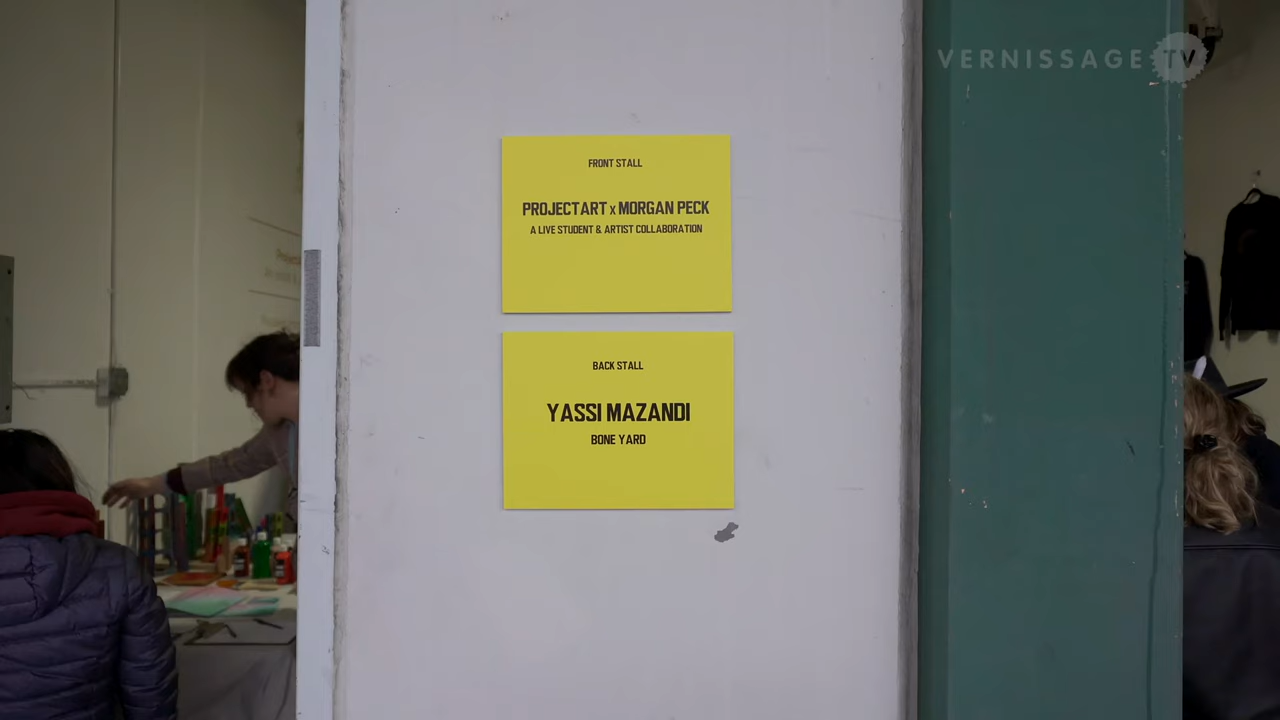 VERNISSAGE TV
FRONT STALL
PROJECTART x MORGAN PECK
A LIVE STUDENT & ARTIST COLLABORATION
BACK STALL
YASSI MAZANDI
BONE YARD